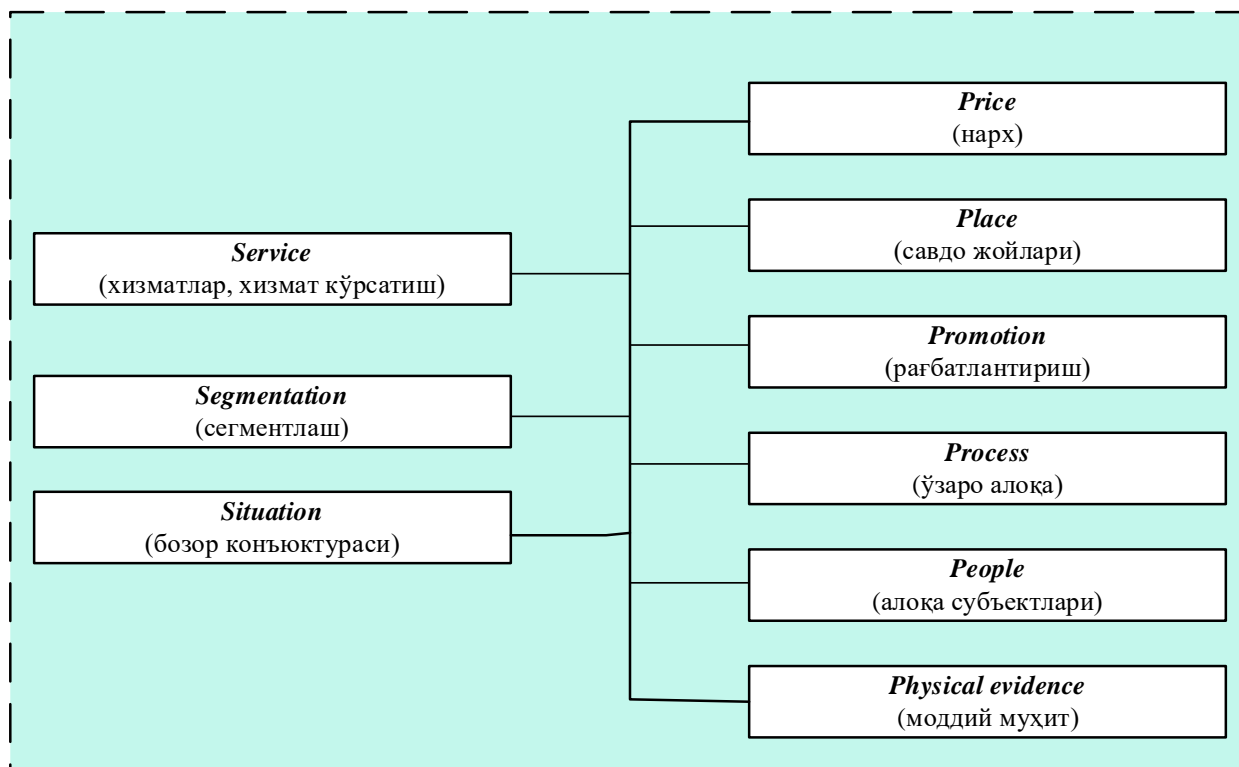 Service
(хизматлар, хизмат кўрсатиш)
Segmentation
(сегментлаш)
Situation
(бозор конъюктураси)
Price
(нарх)
Place
(савдо жойлари)
Promotion
(рағбатлантириш)
Process
(ўзаро алоқа)
People
(алоқа субъектлари)
Physical evidence
(моддий муҳит)